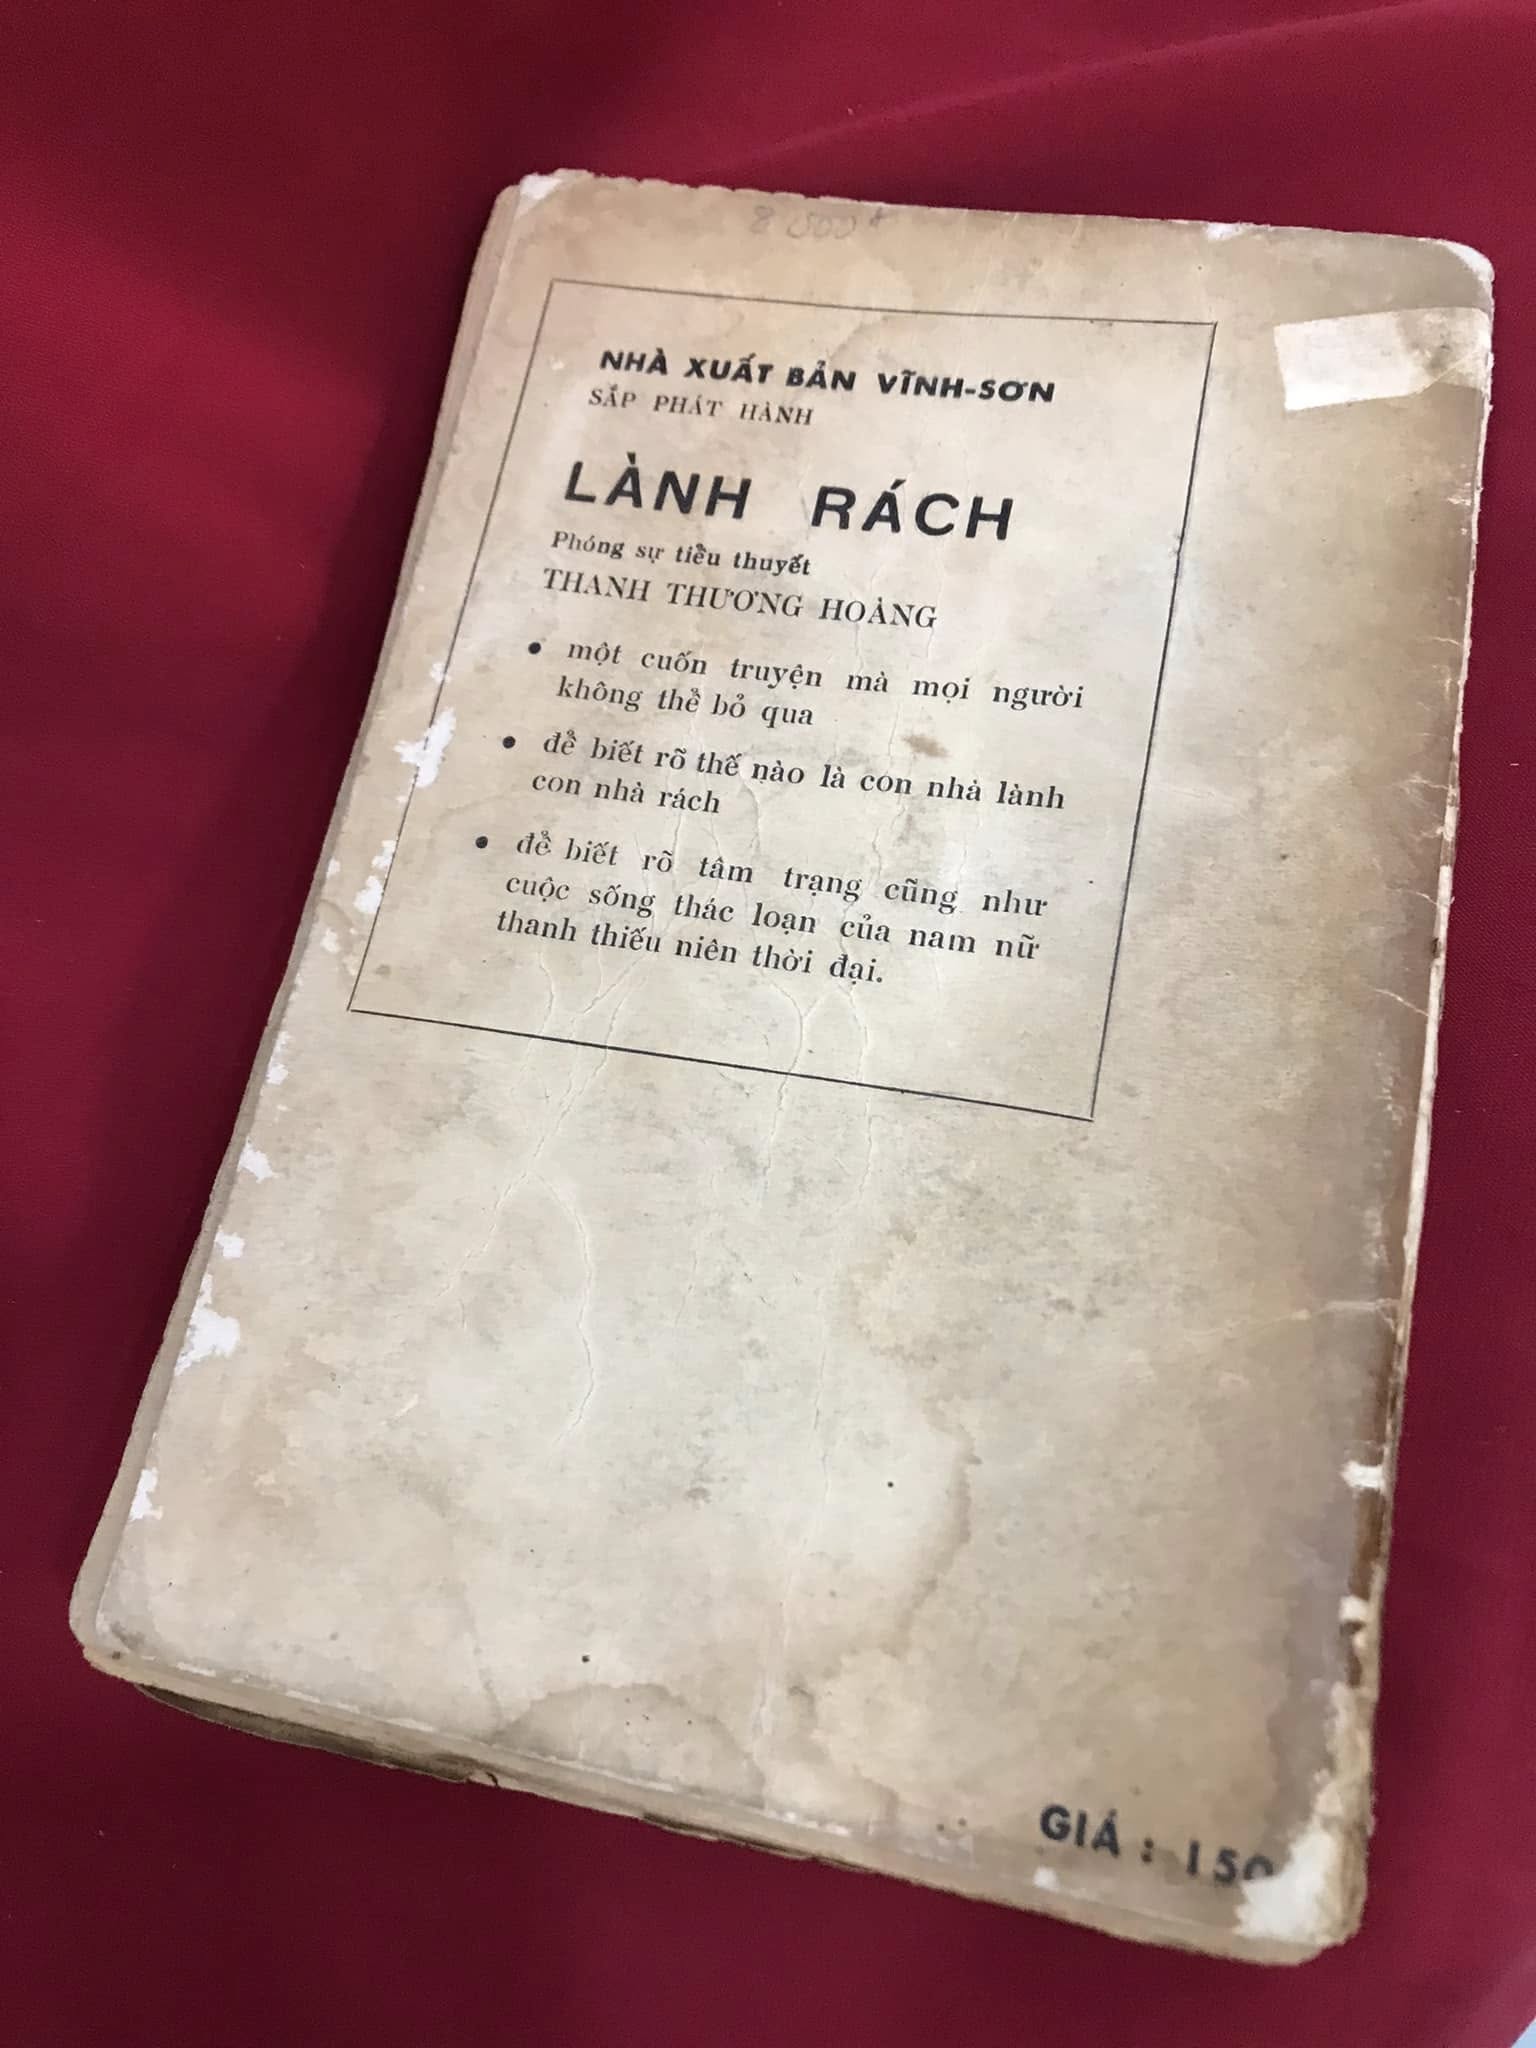 NHÀ XUẤT BẢN VĨNH-SƠN
SẮP PHÁT HÀNH
LÀNH RÁCH
Phóng sự tiểu thuyết
THANH THƯƠNG HOÀNG
• một cuốn truyện mà mọi người
không thể bỏ qua
• để biết rõ thế nào là con nhà lành
con nhà rách
• để biết rõ tâm trạng cũng như
cuộc sống thác loạn của nam nữ
thanh thiếu niên thời đại.
GIÁ : 150